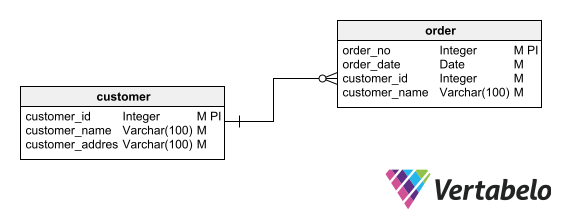 order
order_no Integer M PI
order_date Date M
customer_id Integer M
customer_name Varchar(100) M
customer
customer_id Integer M PI
customer_name Varchar(100) M
customer_addres Varchar(100) M
Vertabelo